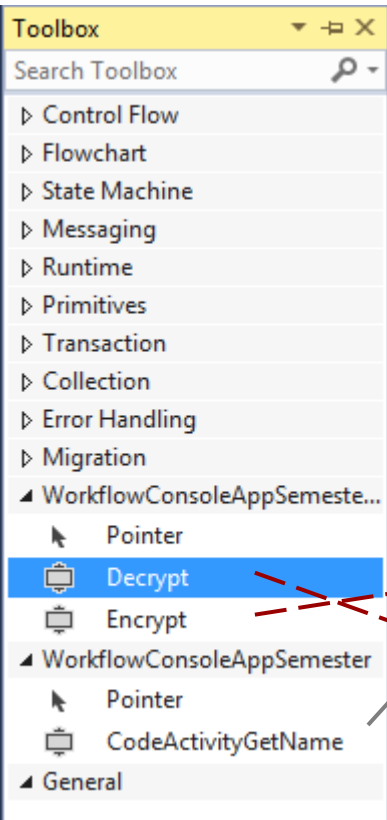 Toolbox
Search Toolbox
Control Flow
Flowchart
State Machine
Messaging
Runtime
Primitives
Transaction
Collection
Error Handling
Migration
WorkflowConsoleAppSemeste...
Pointer
Decrypt
Encrypt
WorkflowConsoleAppSemester
Pointer
CodeActivityGetName
General